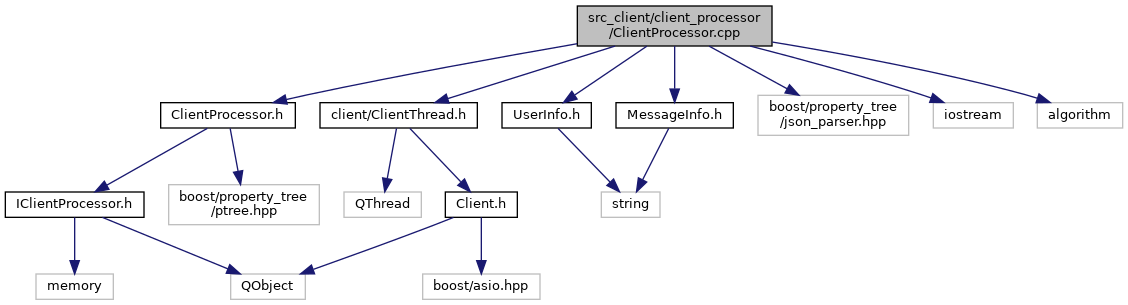 src_client/client_processor
/ClientProcessor.cpp
ClientProcessor.h
client/ClientThread.h
UserInfo.h
MessageInfo.h
boost/property_tree
/json_parser.hpp
iostream
algorithm
IClientProcessor.h
boost/property_tree
/ptree.hpp
QThread
Client.h
string
memory
QObject
boost/asio.hpp